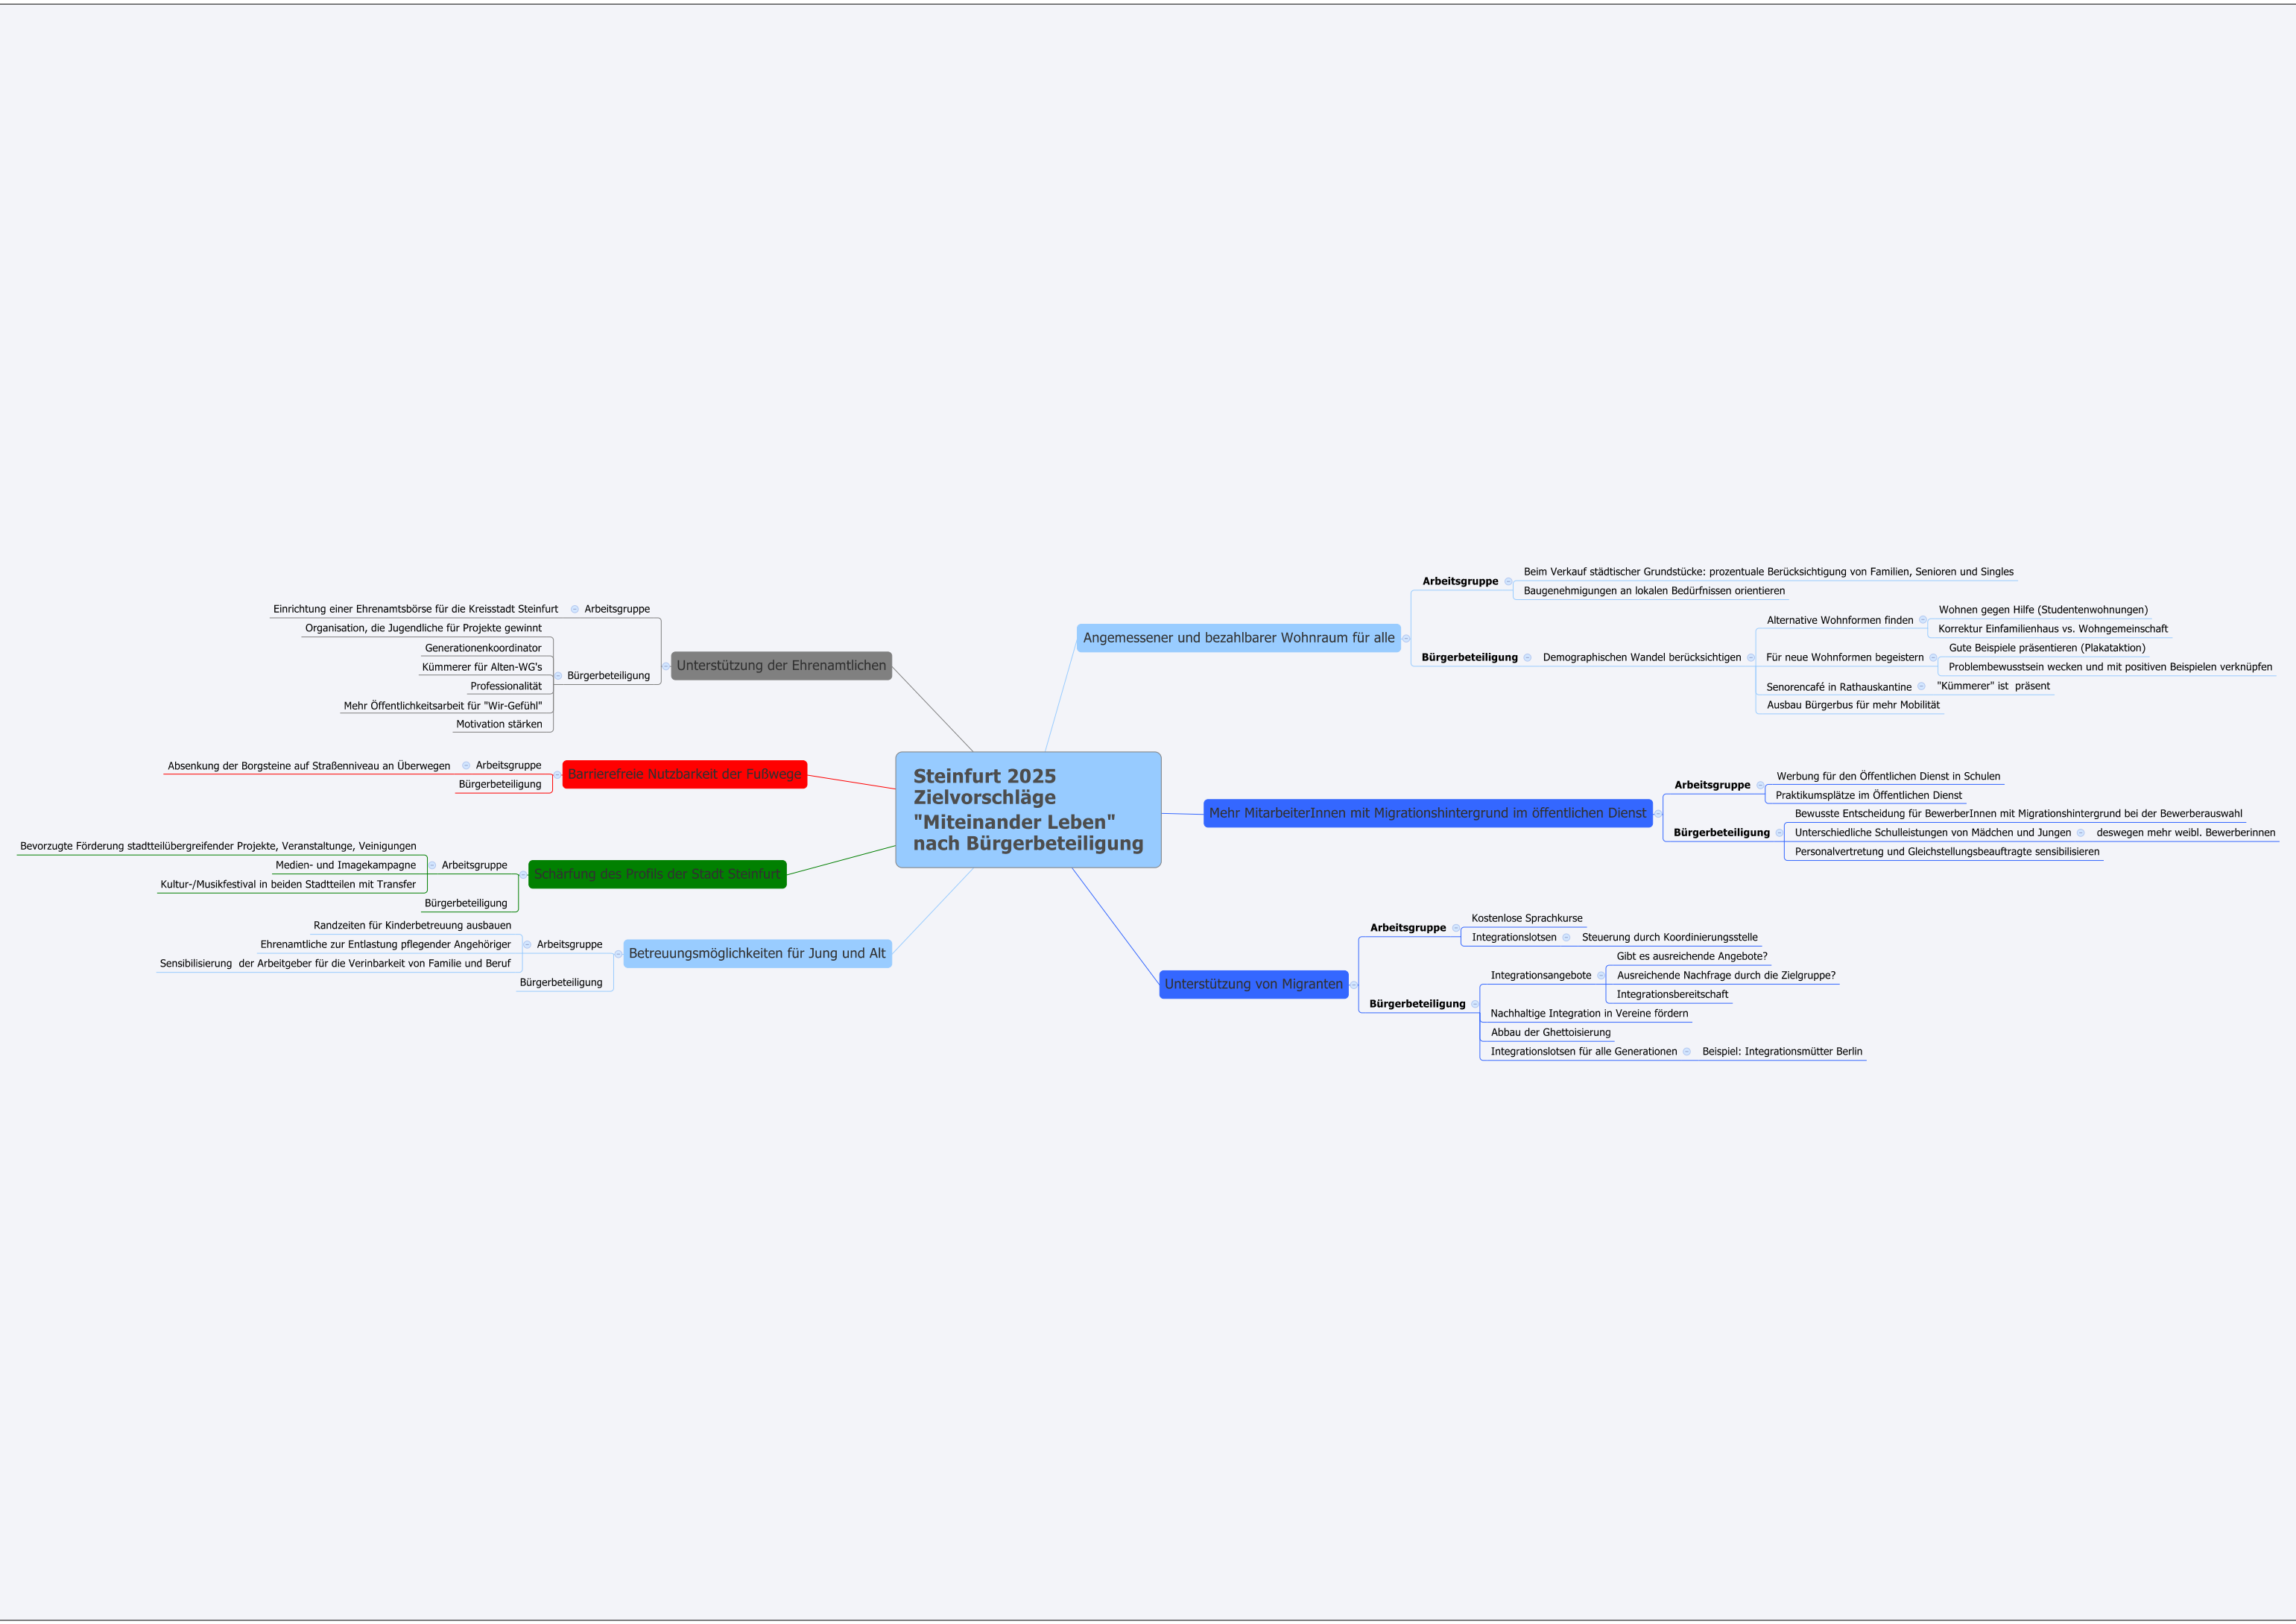 Steinfurt 2025
Zielvorschläge
"Miteinander Leben"
nach Bürgerbeteiligung
Angemessener und bezahlbarer Wohnraum für alle
Arbeitsgruppe
Beim Verkauf städtischer Grundstücke: prozentuale Berücksichtigung von Familien, Senioren und Singles
Baugenehmigungen an lokalen Bedürfnissen orientieren
Bürgerbeteiligung
Demographischen Wandel berücksichtigen
Alternative Wohnformen finden
Wohnen gegen Hilfe (Studentenwohnungen)
Korrektur Einfamilienhaus vs. Wohngemeinschaft
Für neue Wohnformen begeistern
Gute Beispiele präsentieren (Plakataktion)
Problembewusstsein wecken und mit positiven Beispielen verknüpfen
Senorencafé in Rathauskantine
"Kümmerer" ist  präsent
Ausbau Bürgerbus für mehr Mobilität
Mehr MitarbeiterInnen mit Migrationshintergrund im öffentlichen Dienst
Arbeitsgruppe
Werbung für den Öffentlichen Dienst in Schulen
Praktikumsplätze im Öffentlichen Dienst
Bürgerbeteiligung
Bewusste Entscheidung für BewerberInnen mit Migrationshintergrund bei der Bewerberauswahl
Unterschiedliche Schulleistungen von Mädchen und Jungen
deswegen mehr weibl. Bewerberinnen
Personalvertretung und Gleichstellungsbeauftragte sensibilisieren
Unterstützung von Migranten
Arbeitsgruppe
Kostenlose Sprachkurse
Integrationslotsen
Steuerung durch Koordinierungsstelle
Bürgerbeteiligung
Integrationsangebote
Gibt es ausreichende Angebote?
Ausreichende Nachfrage durch die Zielgruppe?
Integrationsbereitschaft
Nachhaltige Integration in Vereine fördern
Abbau der Ghettoisierung
Integrationslotsen für alle Generationen
Beispiel: Integrationsmütter Berlin
Unterstützung der Ehrenamtlichen
Arbeitsgruppe
Einrichtung einer Ehrenamtsbörse für die Kreisstadt Steinfurt
Bürgerbeteiligung
Organisation, die Jugendliche für Projekte gewinnt
Generationenkoordinator
Kümmerer für Alten-WG's
Professionalität
Mehr Öffentlichkeitsarbeit für "Wir-Gefühl"
Motivation stärken
Barrierefreie Nutzbarkeit der Fußwege
Arbeitsgruppe
Absenkung der Borgsteine auf Straßenniveau an Überwegen
Bürgerbeteiligung
Schärfung des Profils der Stadt Steinfurt
Arbeitsgruppe
Bevorzugte Förderung stadtteilübergreifender Projekte, Veranstaltunge, Veinigungen
Medien- und Imagekampagne
Kultur-/Musikfestival in beiden Stadtteilen mit Transfer
Bürgerbeteiligung
Betreuungsmöglichkeiten für Jung und Alt
Arbeitsgruppe
Randzeiten für Kinderbetreuung ausbauen
Ehrenamtliche zur Entlastung pflegender Angehöriger
Sensibilisierung  der Arbeitgeber für die Verinbarkeit von Familie und Beruf
Bürgerbeteiligung